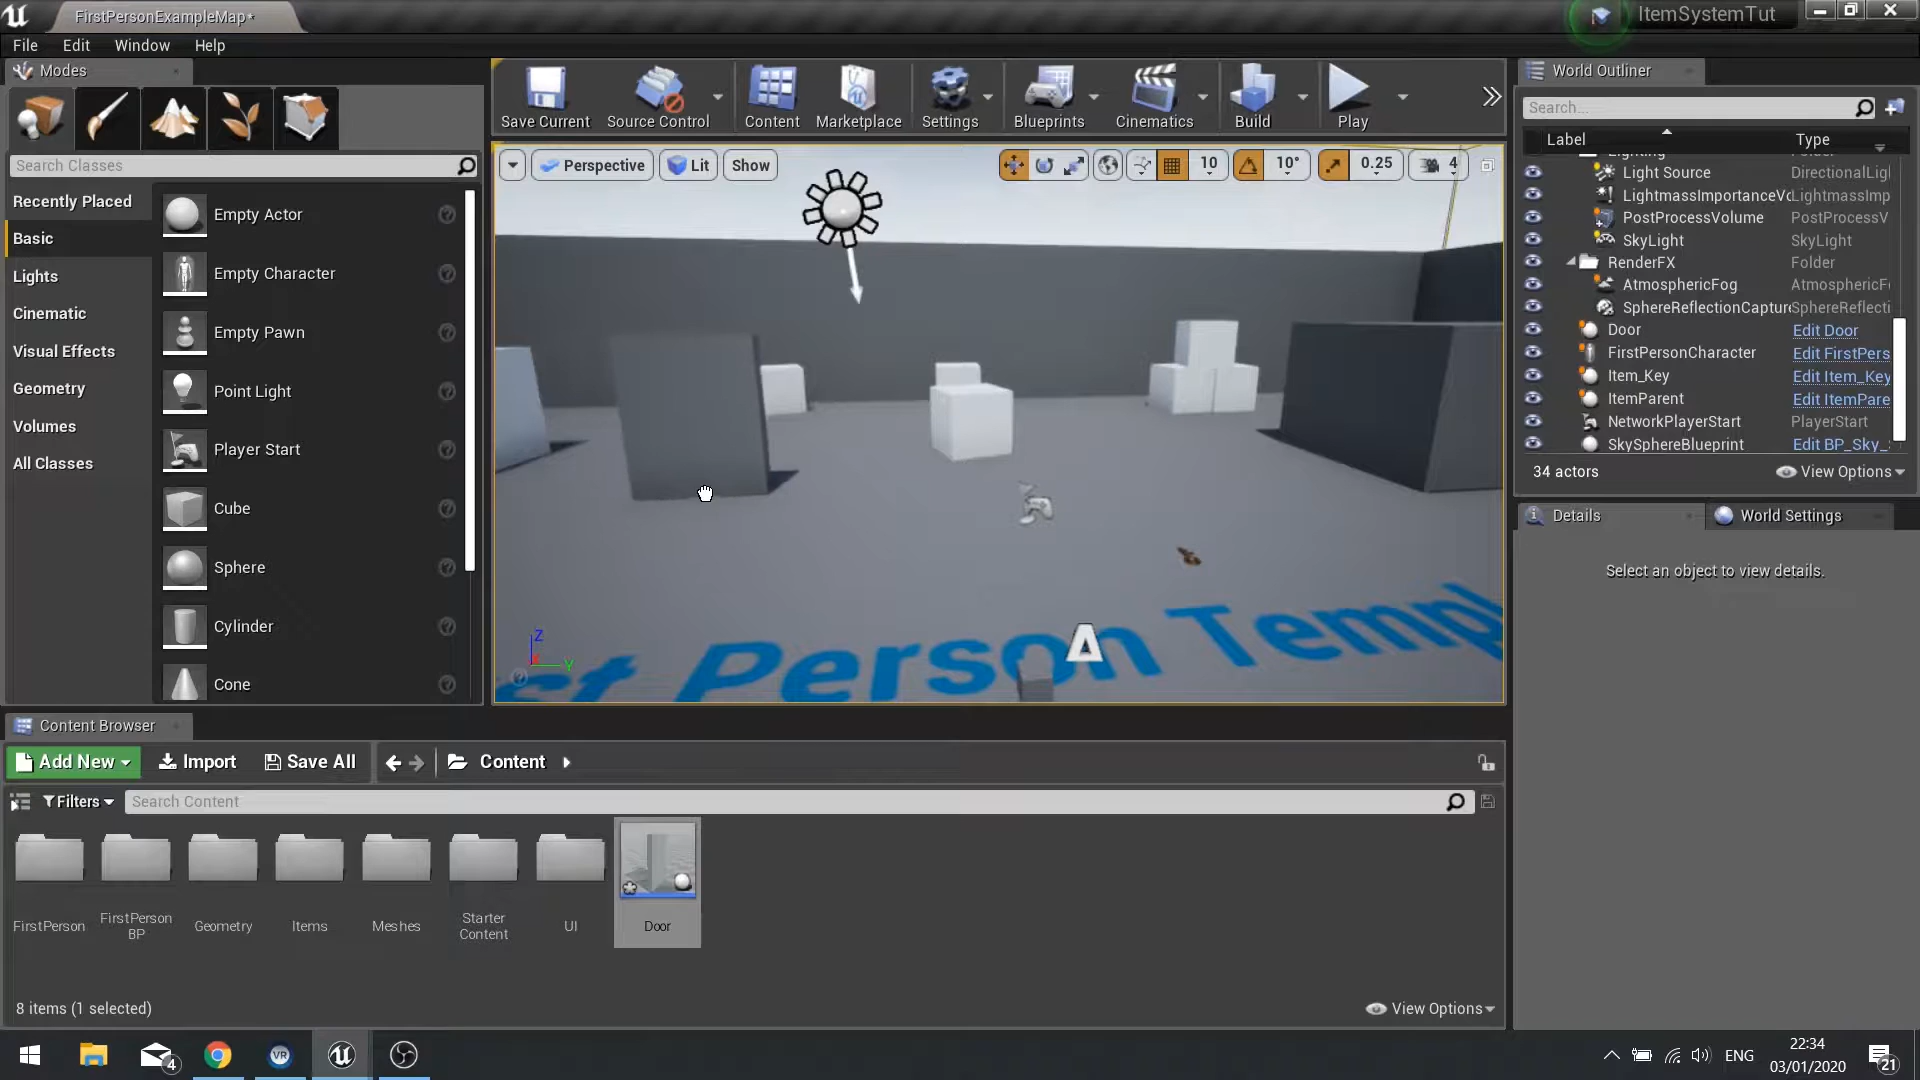 FirstPersonExampleMap*
ItemSystemTut
File
Edit
Window
Help
Modes
Search Classes
Recently Placed
Basic
Lights
Cinematic
Visual Effects
Geometry
Volumes
All Classes
Empty Actor
Empty Character
Empty Pawn
Point Light
Player Start
Cube
Sphere
Cylinder
Cone
Save Current
Source Control
Content
Marketplace
Settings
Blueprints
Cinematics
Build
Play
Perspective
Lit
Show
10
10°
0.25
4
st Person Templ
A
Z
Y
World Outliner
Search...
Label
Type
Lighting
Folder
Light Source
DirectionalLigl
LightmassImportanceVo
LightmassImp
PostProcessVolume
PostProcessV
SkyLight
SkyLight
RenderFX
Folder
AtmosphericFog
AtmosphericF
SphereReflectionCapture
SphereReflecti
Door
Edit Door
FirstPersonCharacter
Edit FirstPers
Item_Key
Edit Item_Key
ItemParent
Edit ItemPare
NetworkPlayerStart
PlayerStart
SkySphereBlueprint
Edit BP_Sky_
34 actors
View Options
Details
World Settings
Select an object to view details.
Content Browser
Add New
Import
Save All
Content
Filters
Search Content
FirstPerson
FirstPerson
BP
Geometry
Items
Meshes
Starter
Content
UI
Door
8 items (1 selected)
View Options
4
VR
ENG
22:34
03/01/2020
21